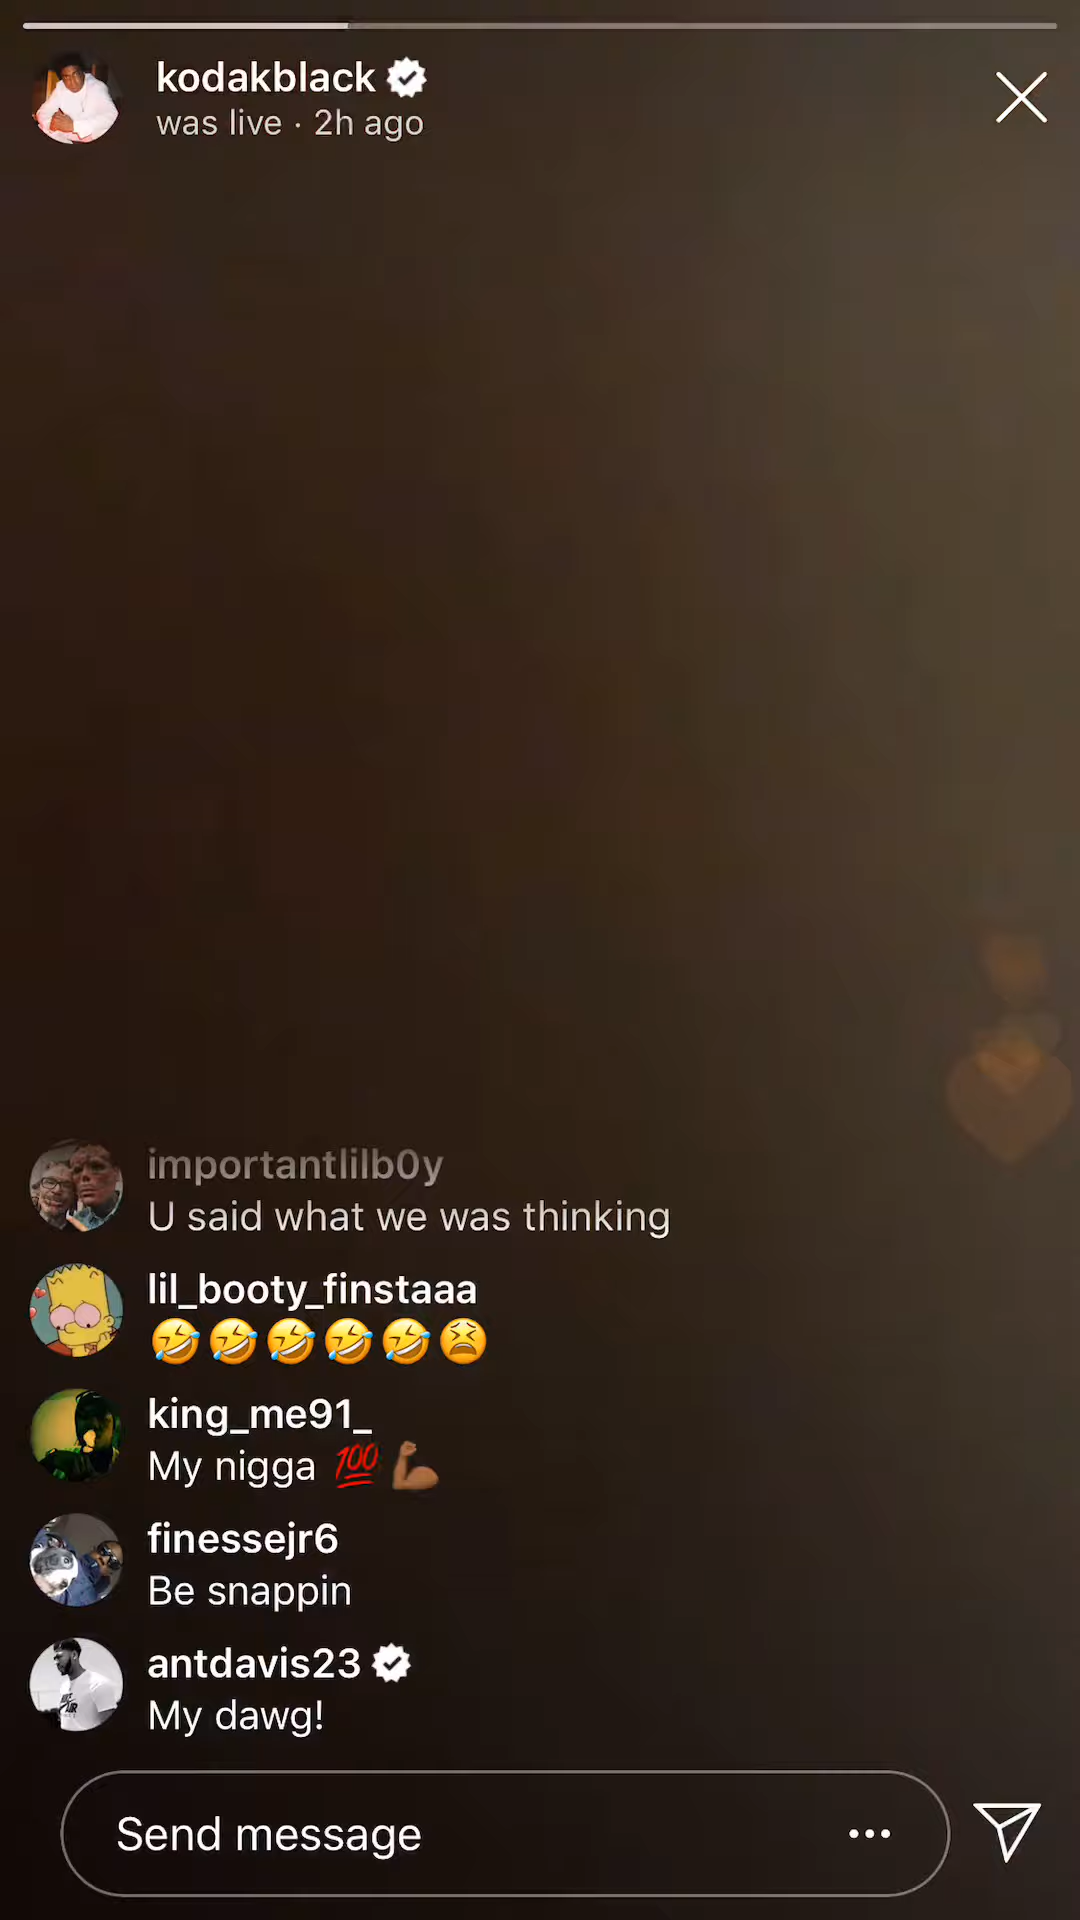 kodakblack
was live · 2h ago
importantlilb0y
U said what we was thinking
lil_booty_finstaaa
🤣🤣🤣🤣🤣😫
king_me91_
My nigga 💯💪🏽
finessejr6
Be snappin
antdavis23
My dawg!
Send message